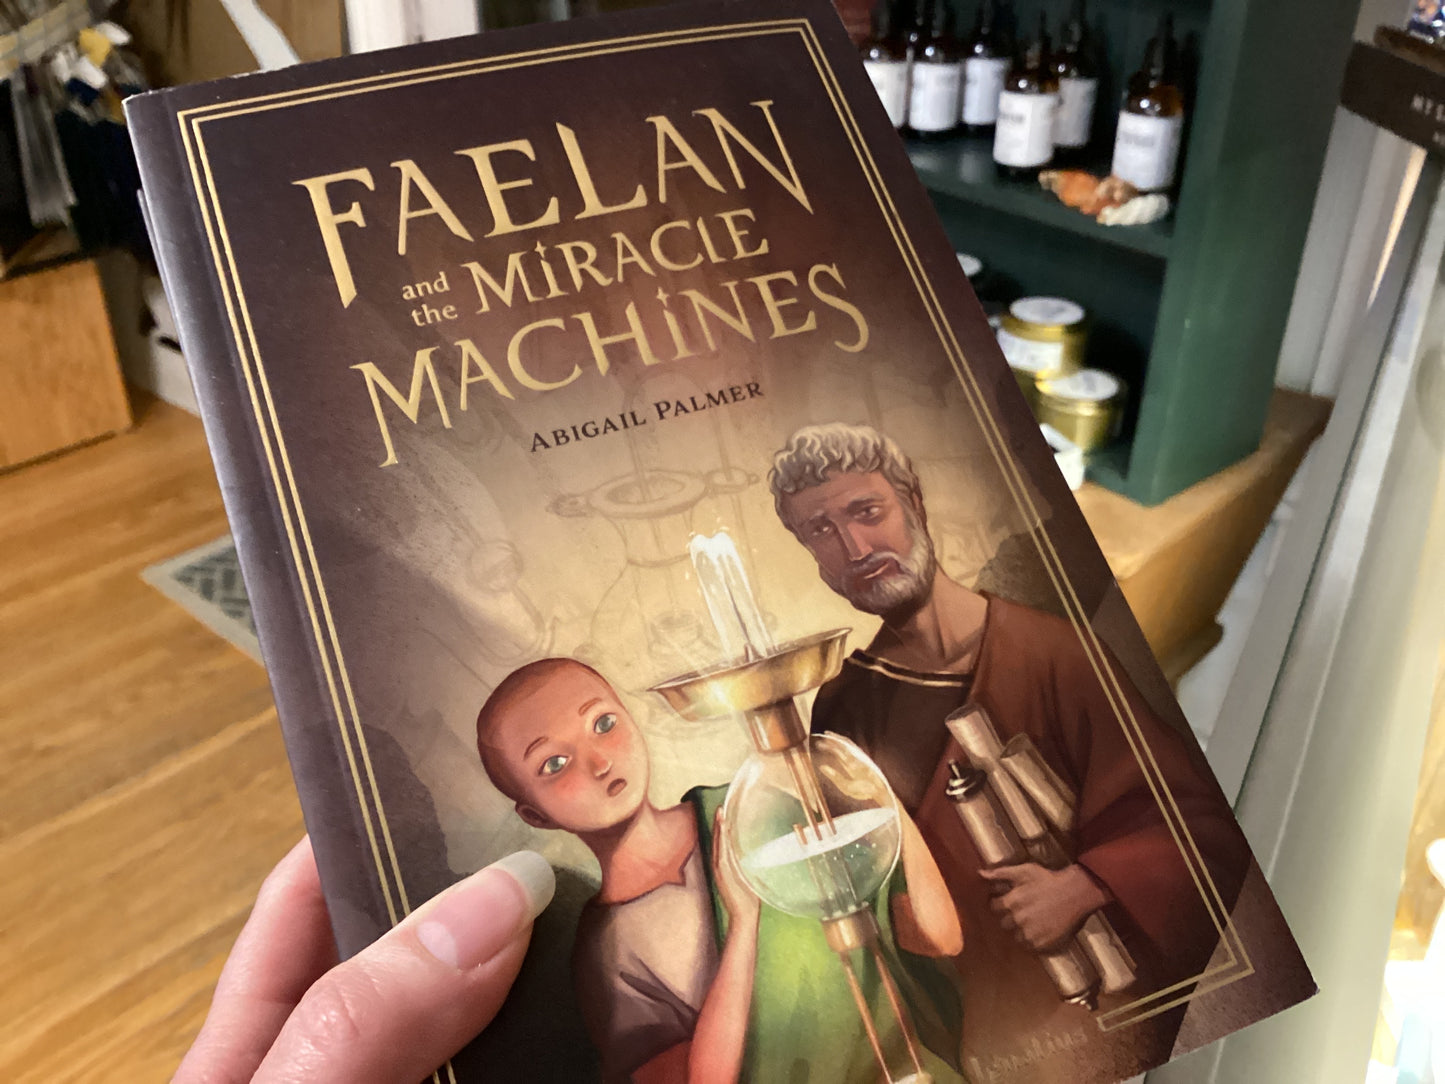 FAELAN
and
the MIRACLE
MACHINES
ABIGAIL PALMER